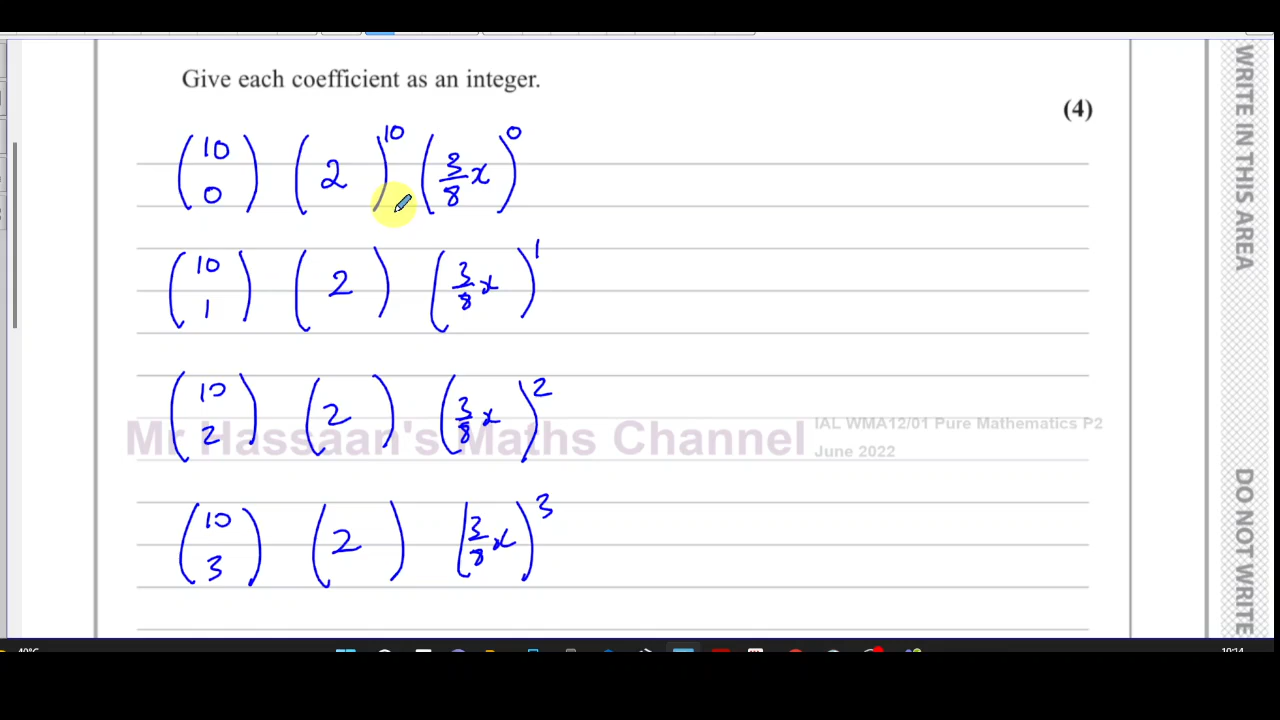 Give each coefficient as an integer.
(4)
(10 0) (2)^10 (3/8 x)^0
(10 1) (2) (3/8 x)^1
(10 2) (2) (3/8 x)^2
Mr Hassaan's Maths Channel
IAL WMA12/01 Pure Mathematics P2
June 2022
(10 3) (2) (3/8 x)^3
WRITE IN THIS AREA
DO NOT WRITE